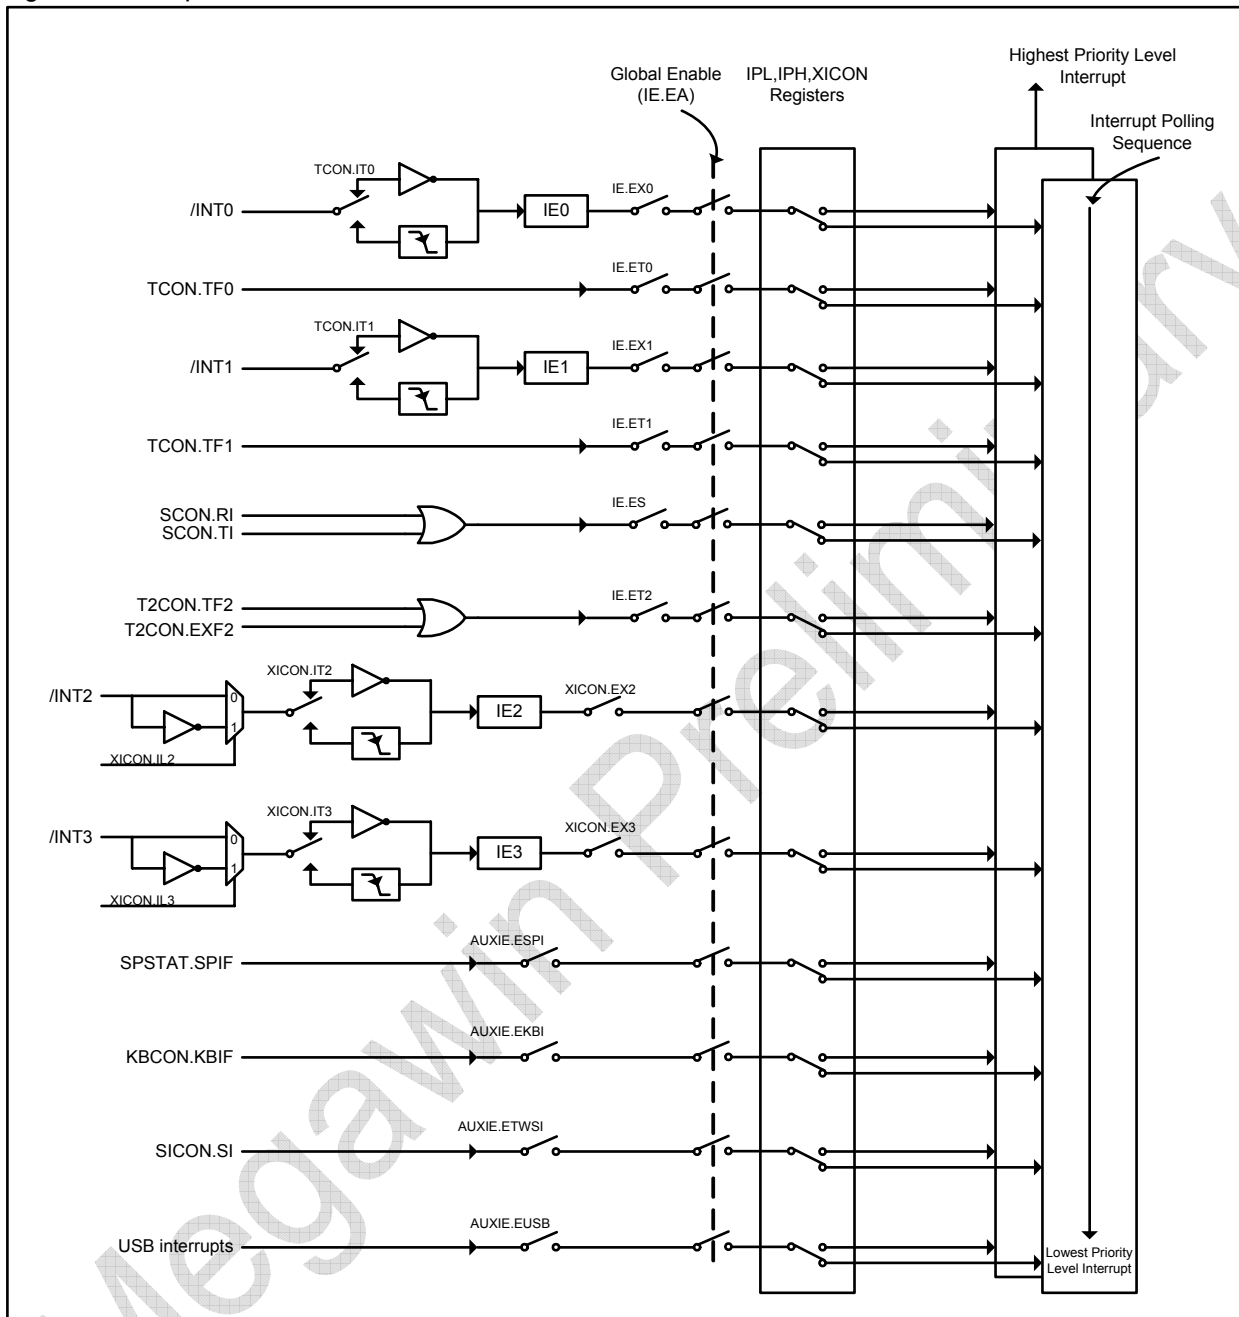 Highest Priority Level
Interrupt
Global Enable
(IE.EA)
IPL,IPH,XICON
Registers
Interrupt Polling
Sequence
TCON.IT0
/INT0
IE0
IE.EX0
TCON.TF0
IE.ET0
TCON.IT1
/INT1
IE1
IE.EX1
TCON.TF1
IE.ET1
SCON.RI
SCON.TI
IE.ES
T2CON.TF2
T2CON.EXF2
IE.ET2
/INT2
0
1
XICON.IL2
XICON.IT2
IE2
XICON.EX2
/INT3
0
1
XICON.IL3
XICON.IT3
IE3
XICON.EX3
SPSTAT.SPIF
AUXIE.ESPI
KBCON.KBIF
AUXIE.EKBI
SICON.SI
AUXIE.ETWSI
USB interrupts
AUXIE.EUSB
Lowest Priority
Level Interrupt
Megawin Preliminary